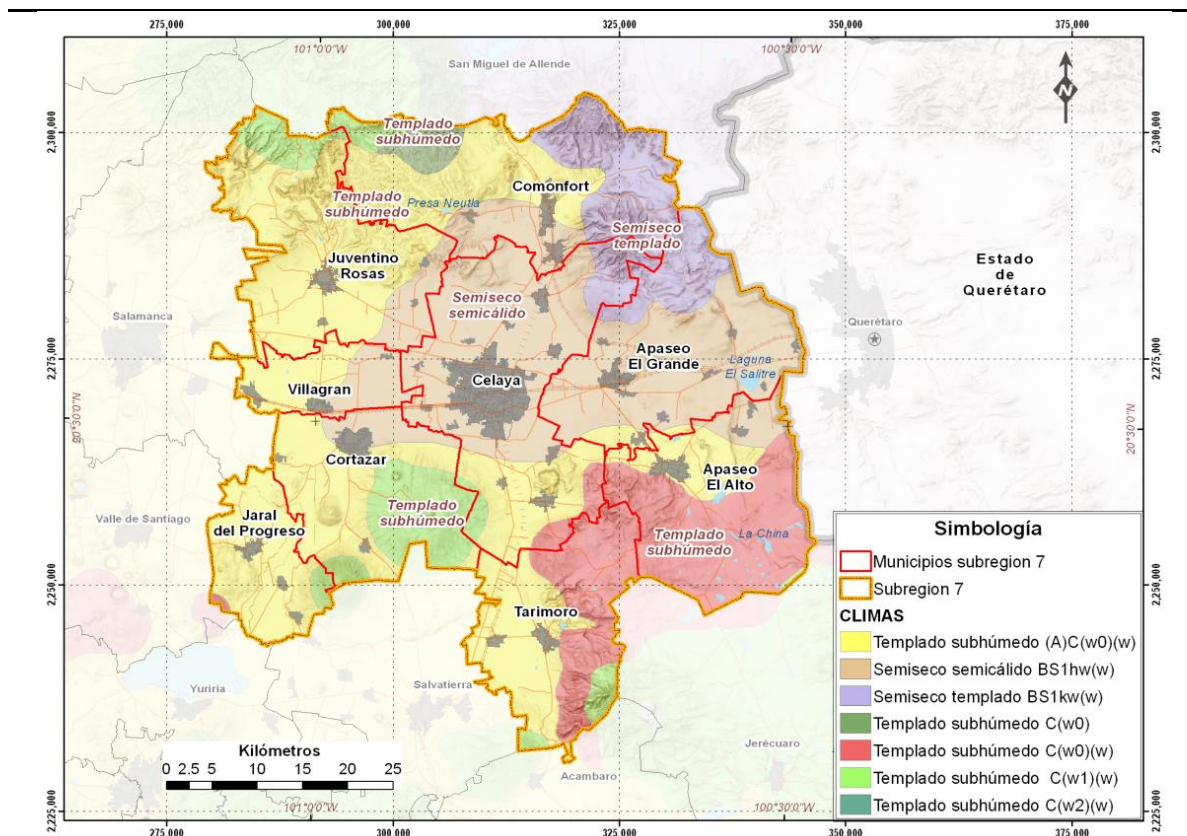 275,000
300,000
325,000
350,000
375,000
101°0'0"W
100°30'0"W
San Miguel de Allende
N
2,300,000
2,300,000
Templado
subhúmedo
Comonfort
Presa Neutla
Templado
subhúmedo
Semiseco
templado
Juventino
Rosas
Estado
de
Querétaro
Semiseco
semicálido
Salamanca
Querétaro
2,275,000
2,275,000
Apaseo
El Grande
Laguna
El Salitre
Villagran
Celaya
20°30'0"N
20°30'0"N
Cortazar
Apaseo
El Alto
Templado
subhúmedo
Jaral
del Progreso
Valle de Santiago
Templado
subhúmedo
La China
2,250,000
2,250,000
Tarimoro
Yuriria
Salvatierra
Jerécuaro
Acambaro
Kilómetros
0 2.5 5 10 15 20 25
101°0'0"W
100°30'0"W
2,225,000
2,225,000
275,000
300,000
325,000
350,000
375,000
Simbología
Municipios subregion 7
Subregion 7
CLIMAS
Templado subhúmedo (A)C(w0)(w)
Semiseco semicálido BS1hw(w)
Semiseco templado BS1kw(w)
Templado subhúmedo C(w0)
Templado subhúmedo C(w0)(w)
Templado subhúmedo C(w1)(w)
Templado subhúmedo C(w2)(w)